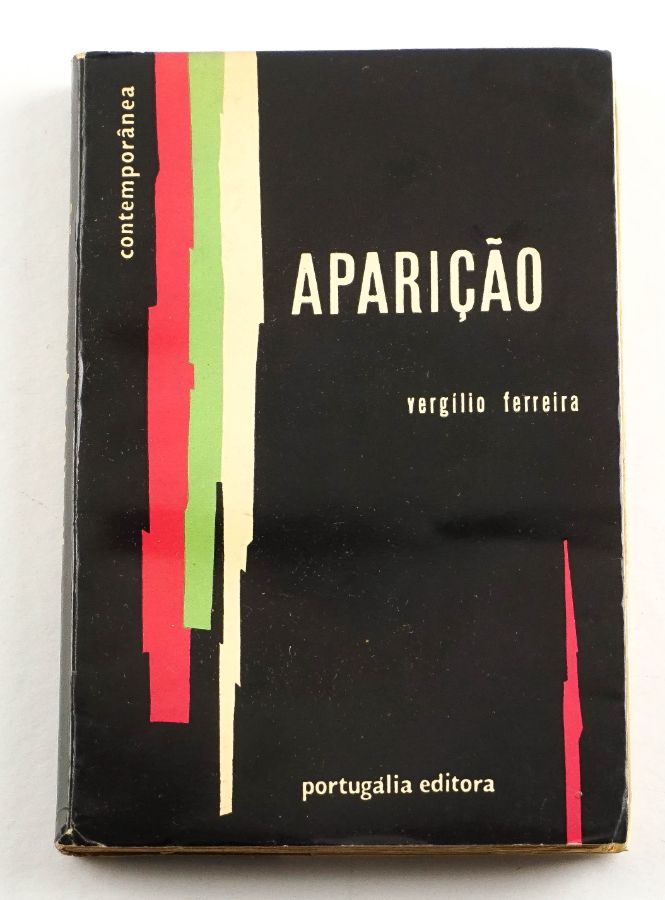 contemporânea
APARIÇÃO
vergílio ferreira
portugália editora